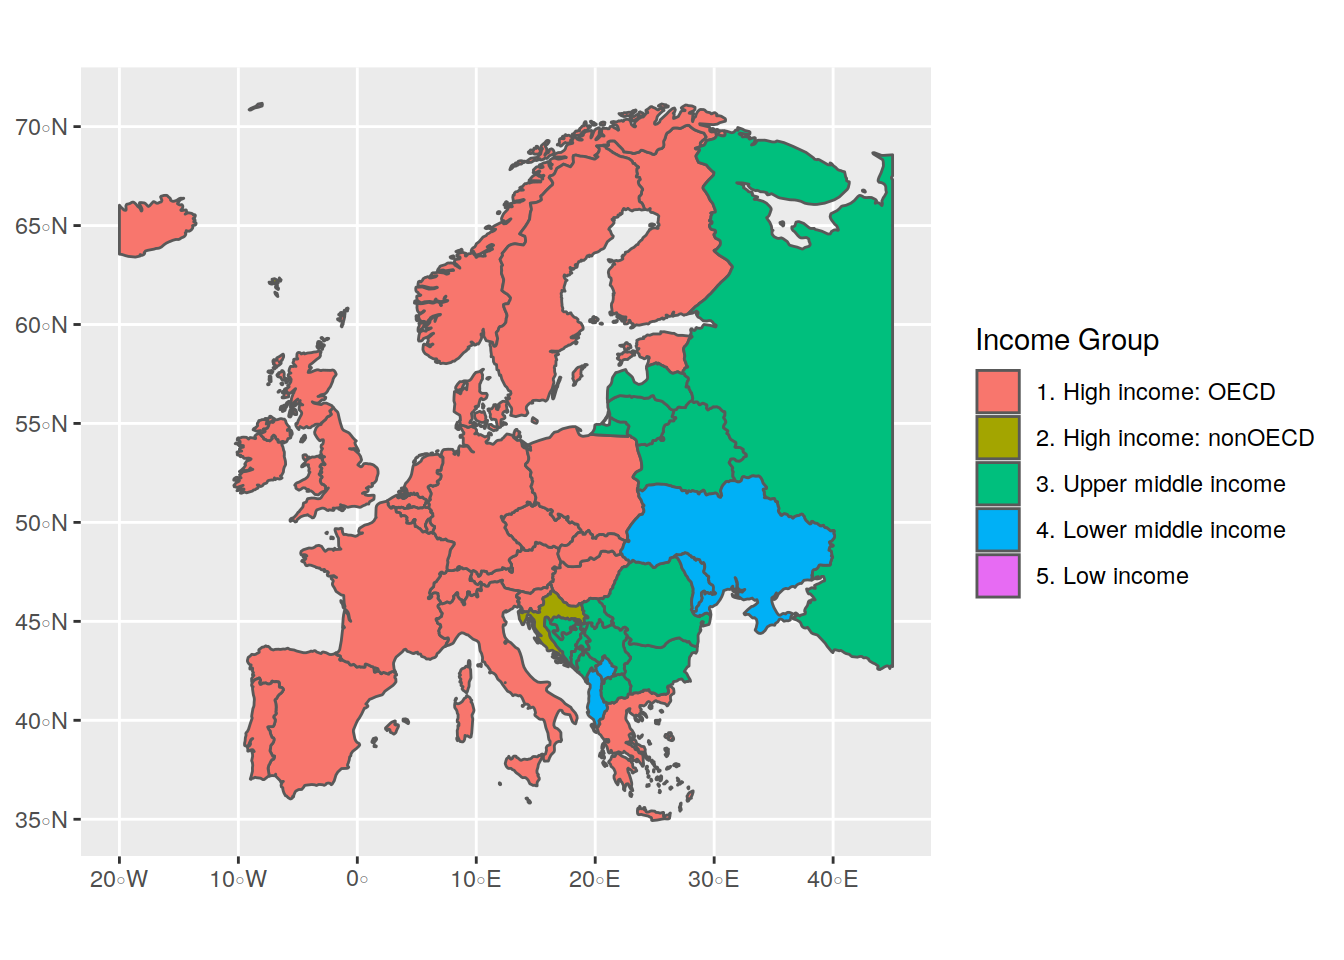 70○N
65○N
60○N
55○N
50○N
45○N
40○N
35○N
20○W 10○W 0○ 10○E 20○E 30○E 40○E
Income Group
1. High income: OECD
2. High income: nonOECD
3. Upper middle income
4. Lower middle income
5. Low income